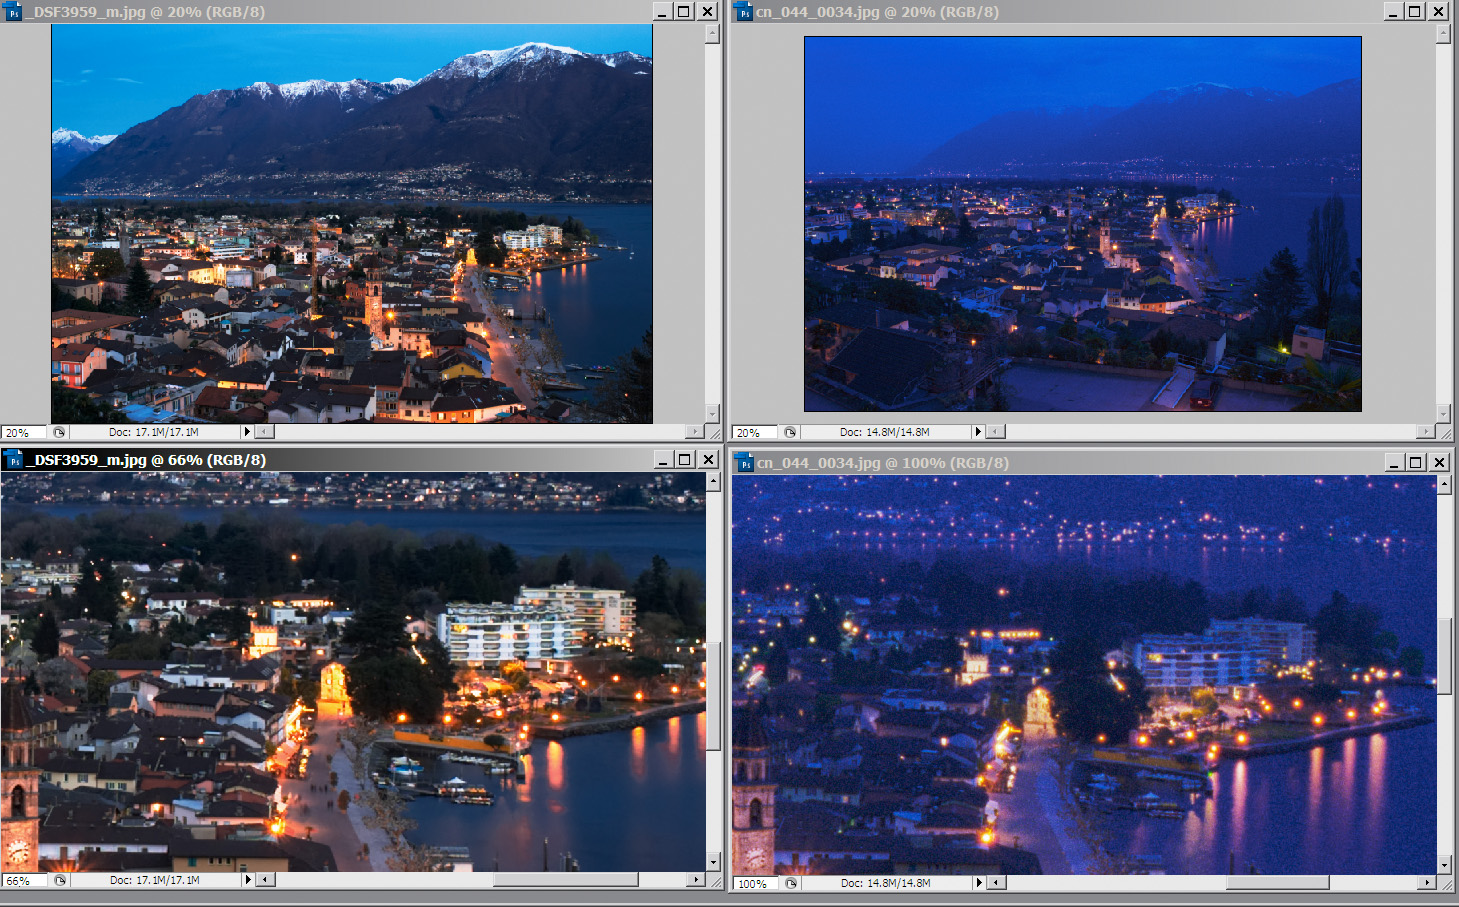 _DSF3959_m.jpg @ 20% (RGB/8)
cn_044_0034.jpg @ 20% (RGB/8)
20%
Doc: 17.1M/17.1M
20%
Doc: 14.8M/14.8M
_DSF3959_m.jpg @ 66% (RGB/8)
cn_044_0034.jpg @ 100% (RGB/8)
66%
Doc: 17.1M/17.1M
100%
Doc: 14.8M/14.8M